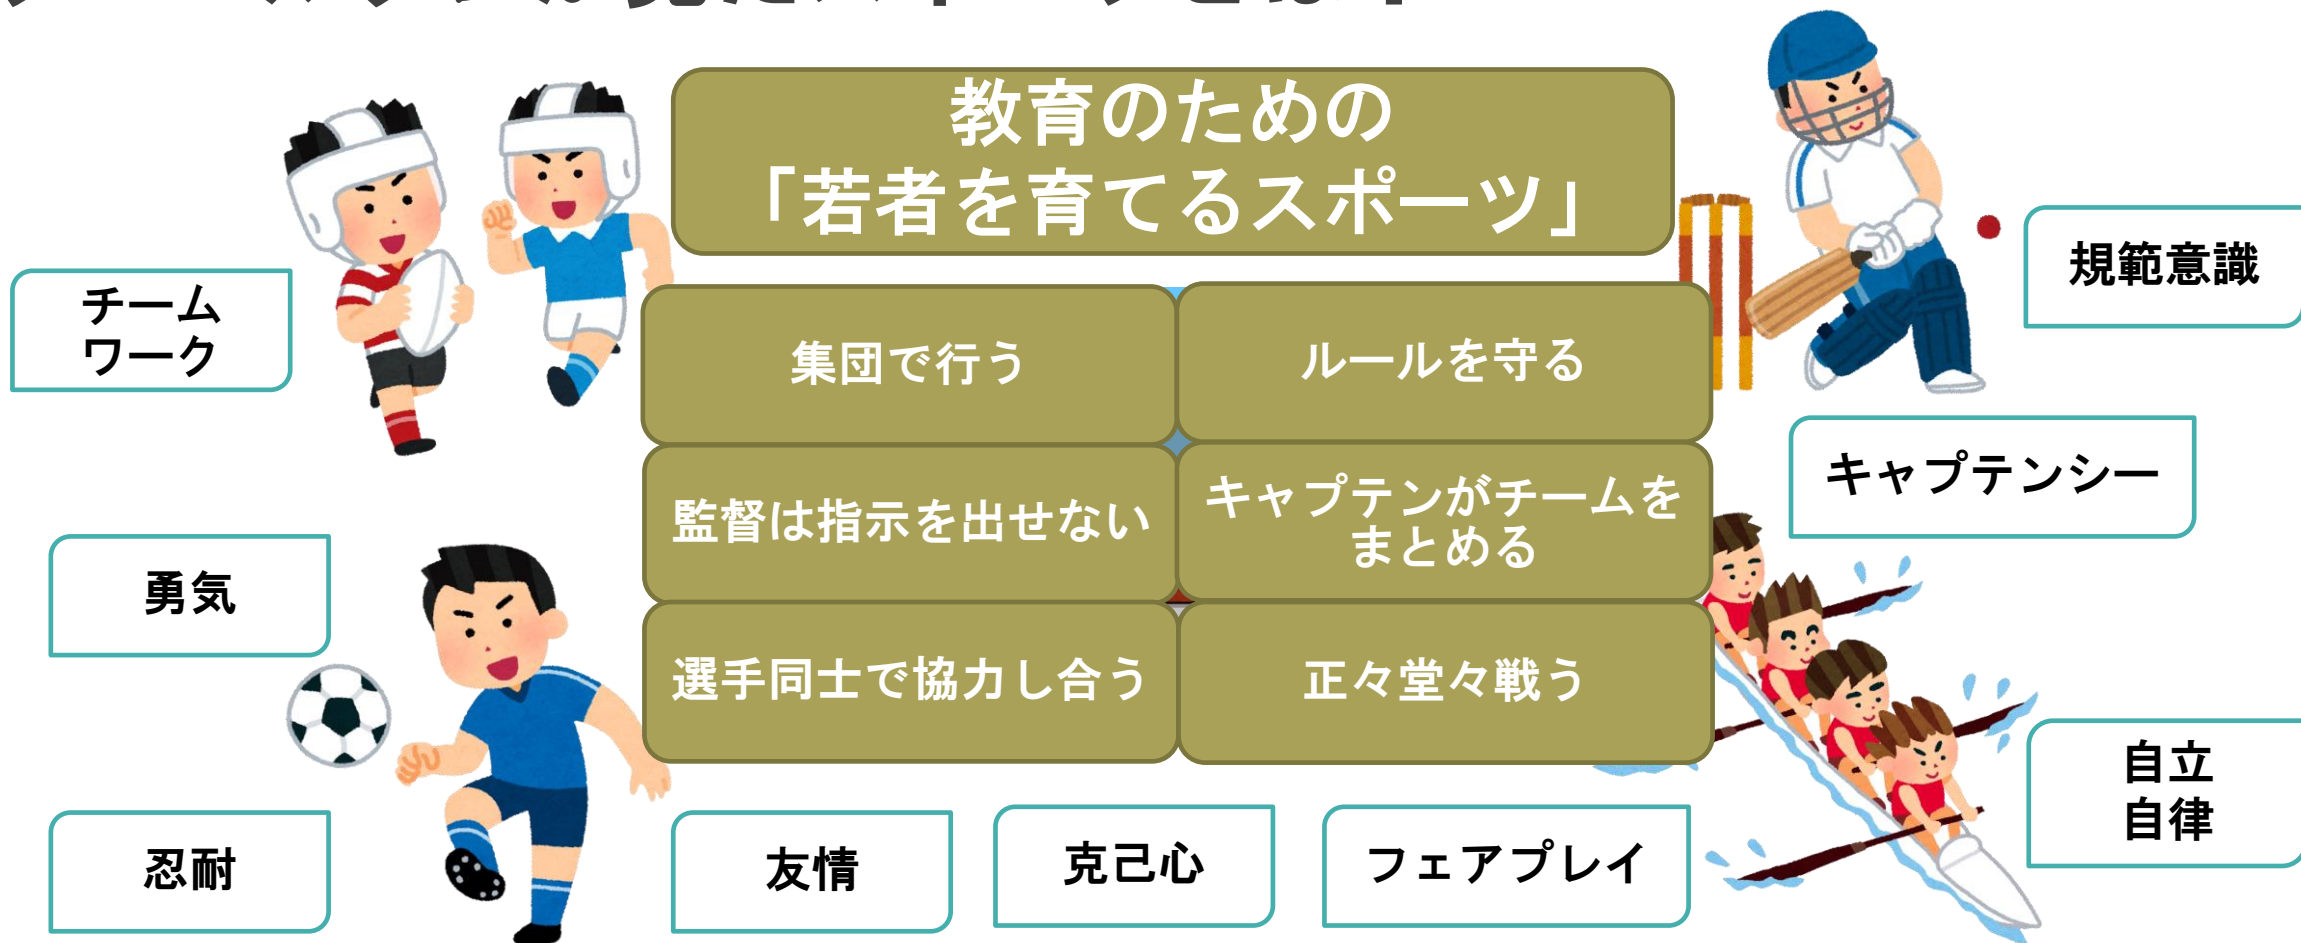 教育のための
「若者を育てるスポーツ」
チーム
ワーク
規範意識
集団で行う
ルールを守る
キャプテンシー
監督は指示を出せない
キャプテンがチームを
まとめる
勇気
選手同士で協力し合う
正々堂々戦う
自立
自律
忍耐
友情
克己心
フェアプレイ